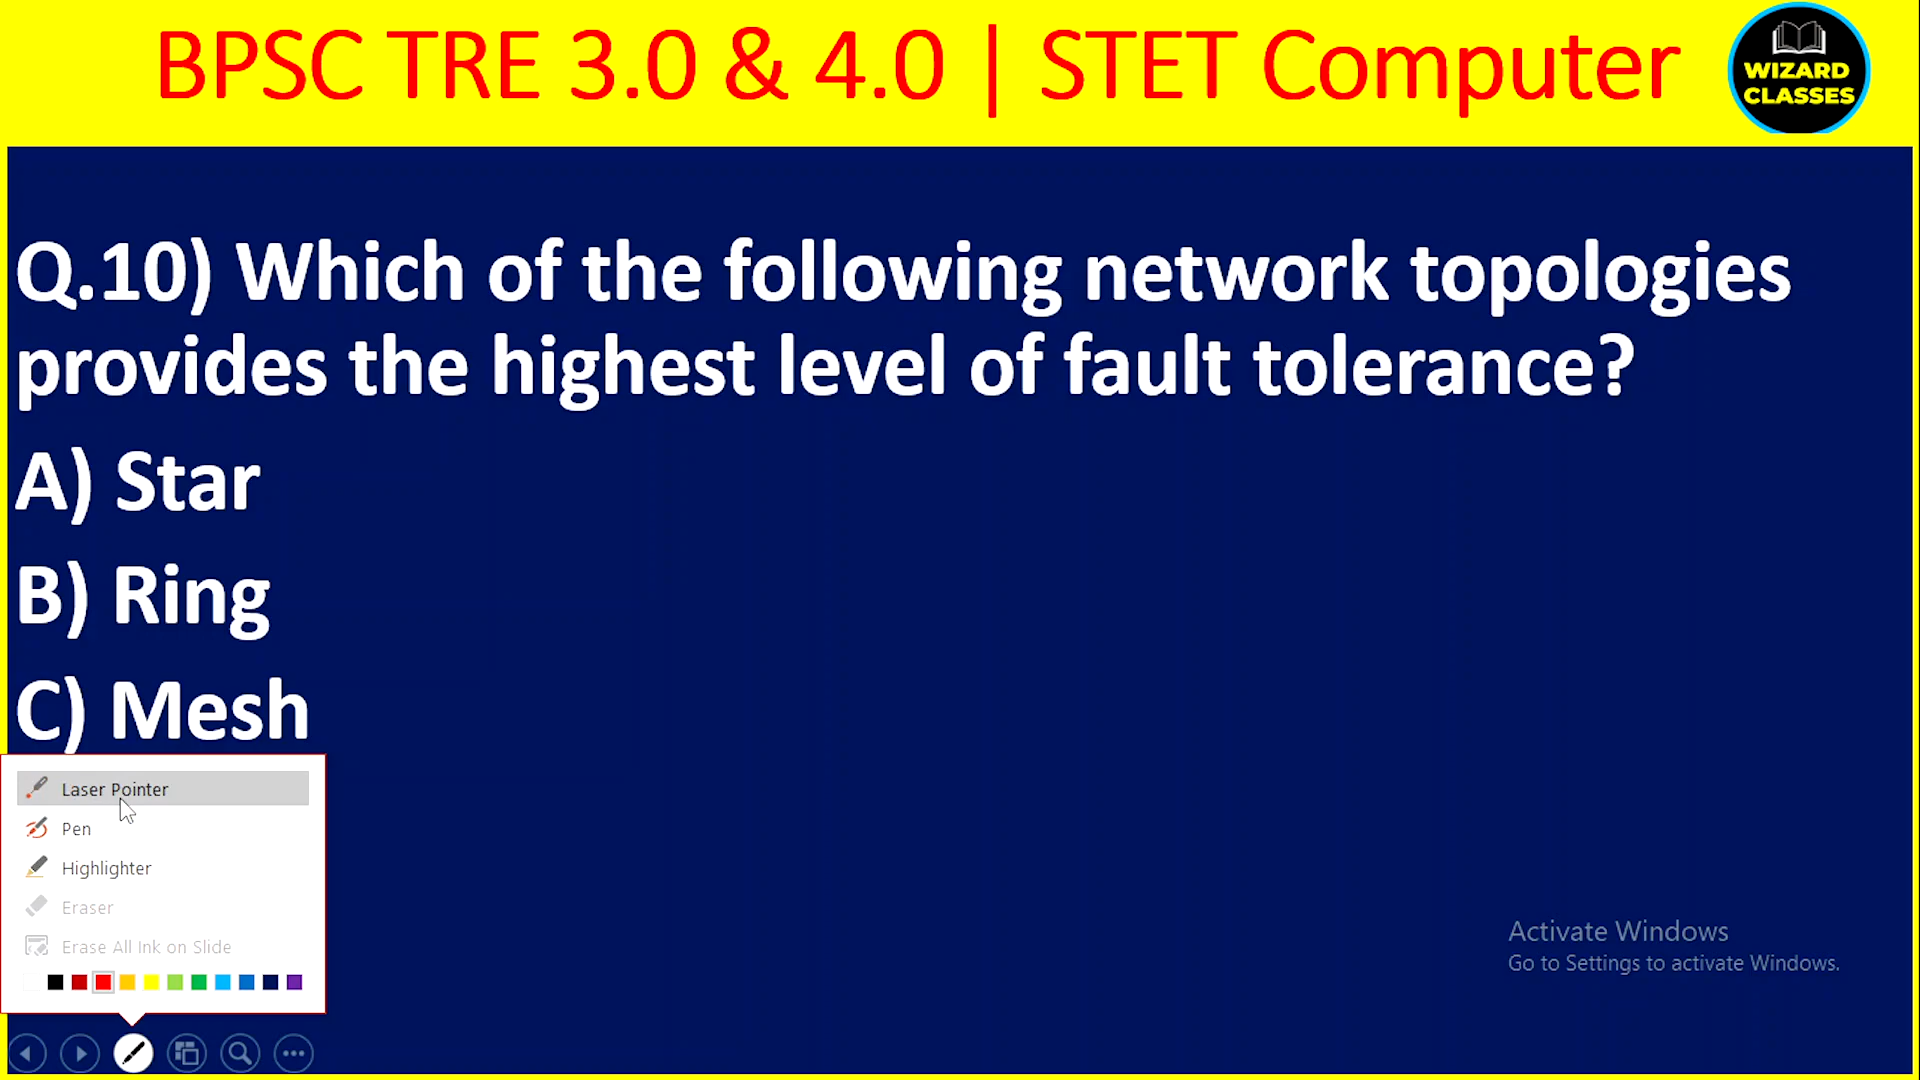 BPSC TRE 3.0 & 4.0 | STET Computer
WIZARD
CLASSES
Q.10) Which of the following network topologies
provides the highest level of fault tolerance?
A) Star
B) Ring
C) Mesh
Laser Pointer
Pen
Highlighter
Eraser
Erase All Ink on Slide
Activate Windows
Go to Settings to activate Windows.